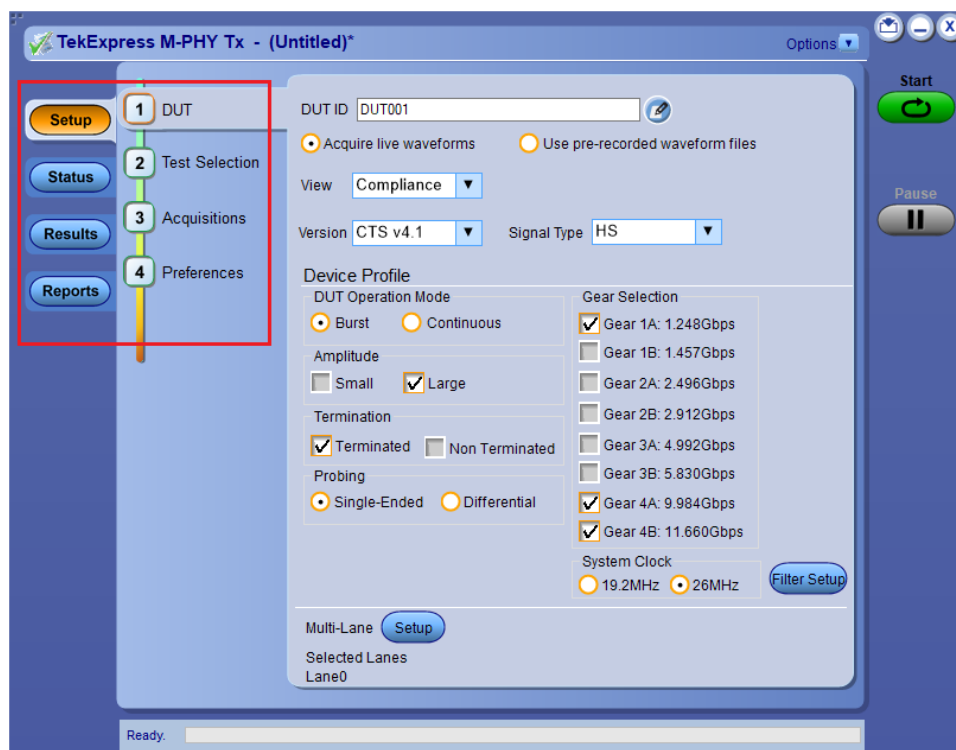 TekExpress M-PHY Tx - (Untitled)*
Options
Start
Pause
Setup
Status
Results
Reports
1 DUT
2 Test Selection
3 Acquisitions
4 Preferences
DUT ID DUT001
Acquire live waveforms Use pre-recorded waveform files
View Compliance
Version CTS v4.1 Signal Type HS
Device Profile
DUT Operation Mode
Burst Continuous
Amplitude
Small Large
Termination
Terminated Non Terminated
Probing
Single-Ended Differential
Gear Selection
Gear 1A: 1.248Gbps
Gear 1B: 1.457Gbps
Gear 2A: 2.496Gbps
Gear 2B: 2.912Gbps
Gear 3A: 4.992Gbps
Gear 3B: 5.830Gbps
Gear 4A: 9.984Gbps
Gear 4B: 11.660Gbps
System Clock
19.2MHz 26MHz
Filter Setup
Multi-Lane Setup
Selected Lanes
Lane0
Ready.